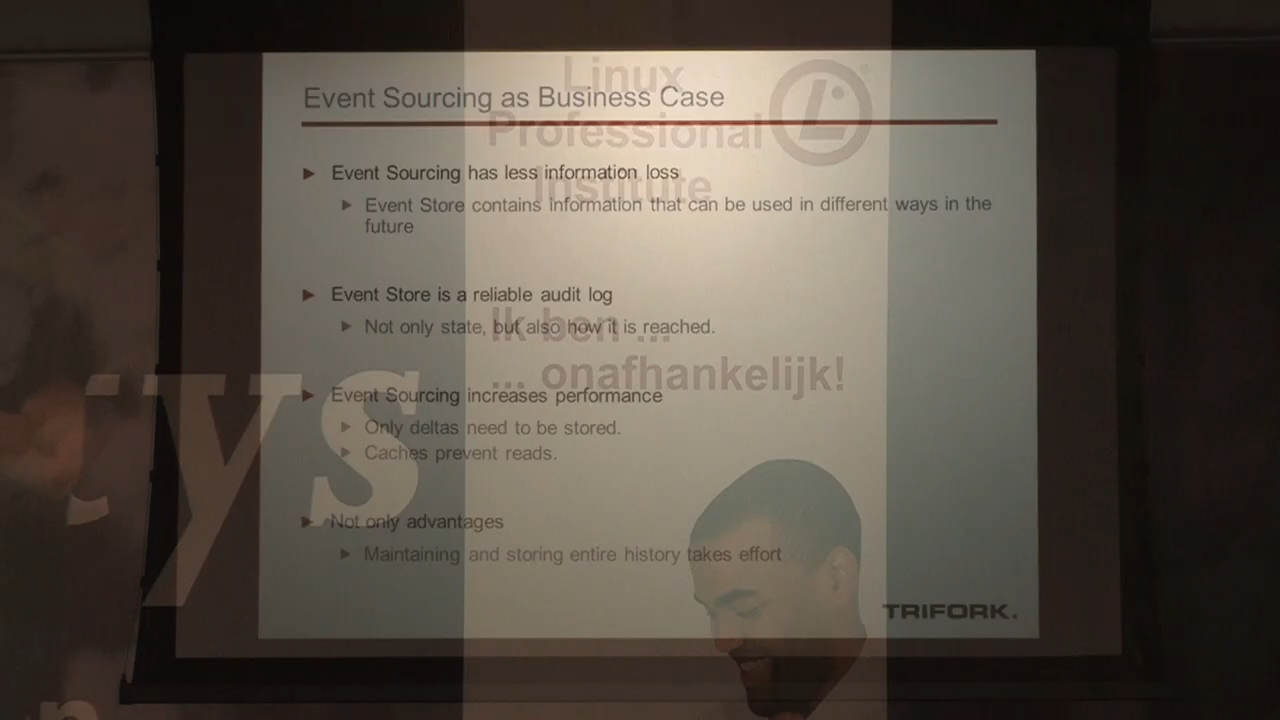 Event Sourcing as Business Case
Event Sourcing has less information loss
Event Store contains information that can be used in different ways in the
future
Event Store is a reliable audit log
Not only state, but also how it is reached.
Event Sourcing increases performance
Only deltas need to be stored.
Caches prevent reads.
Not only advantages
Maintaining and storing entire history takes effort
TRIFORK.
Linux
Professional
Institute
Ik ben ...
... onafhankelijk!
ys